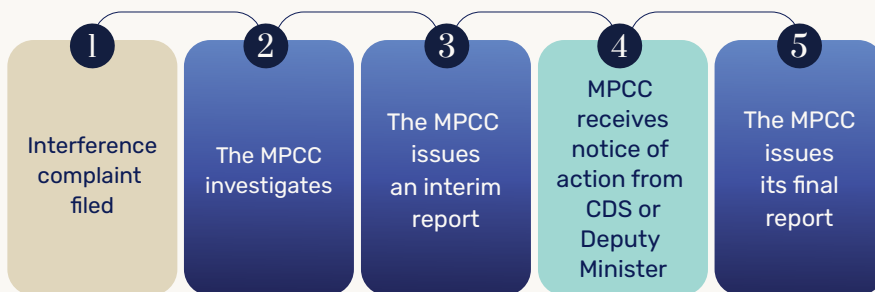 1
Interference
complaint
filed
2
The MPCC
investigates
3
The MPCC
issues
an interim
report
4
MPCC
receives
notice of
action from
CDS or
Deputy
Minister
5
The MPCC
issues
its final
report